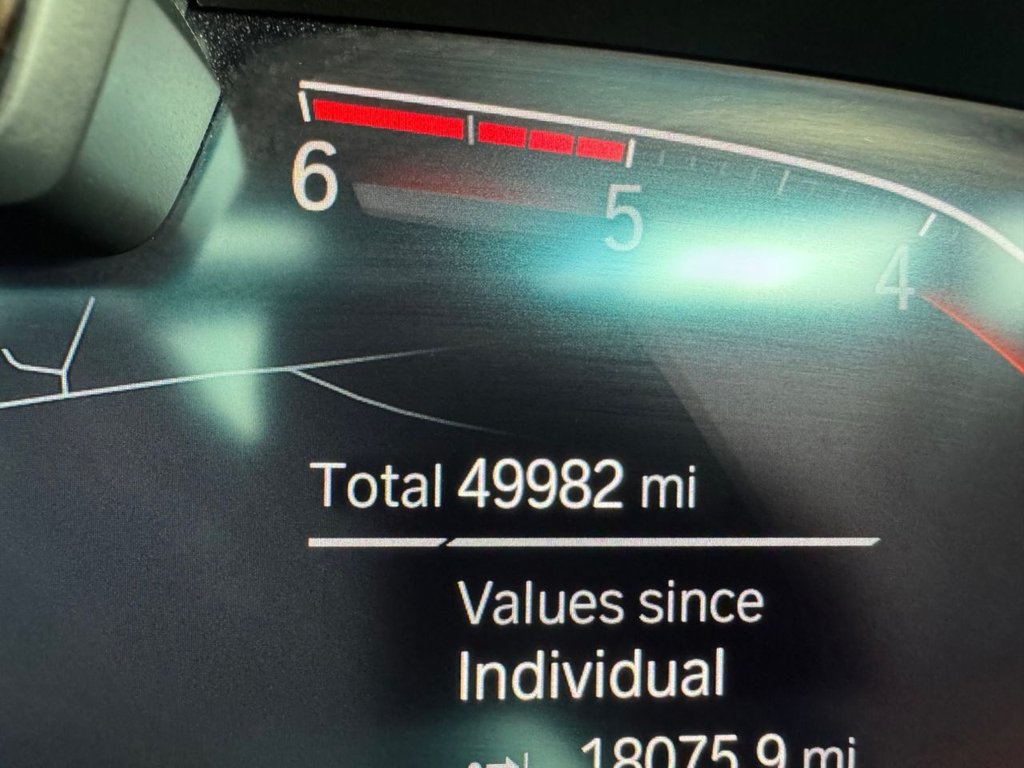 6
5
4
Total 49982 mi
Values since
Individual
18075.9 mi